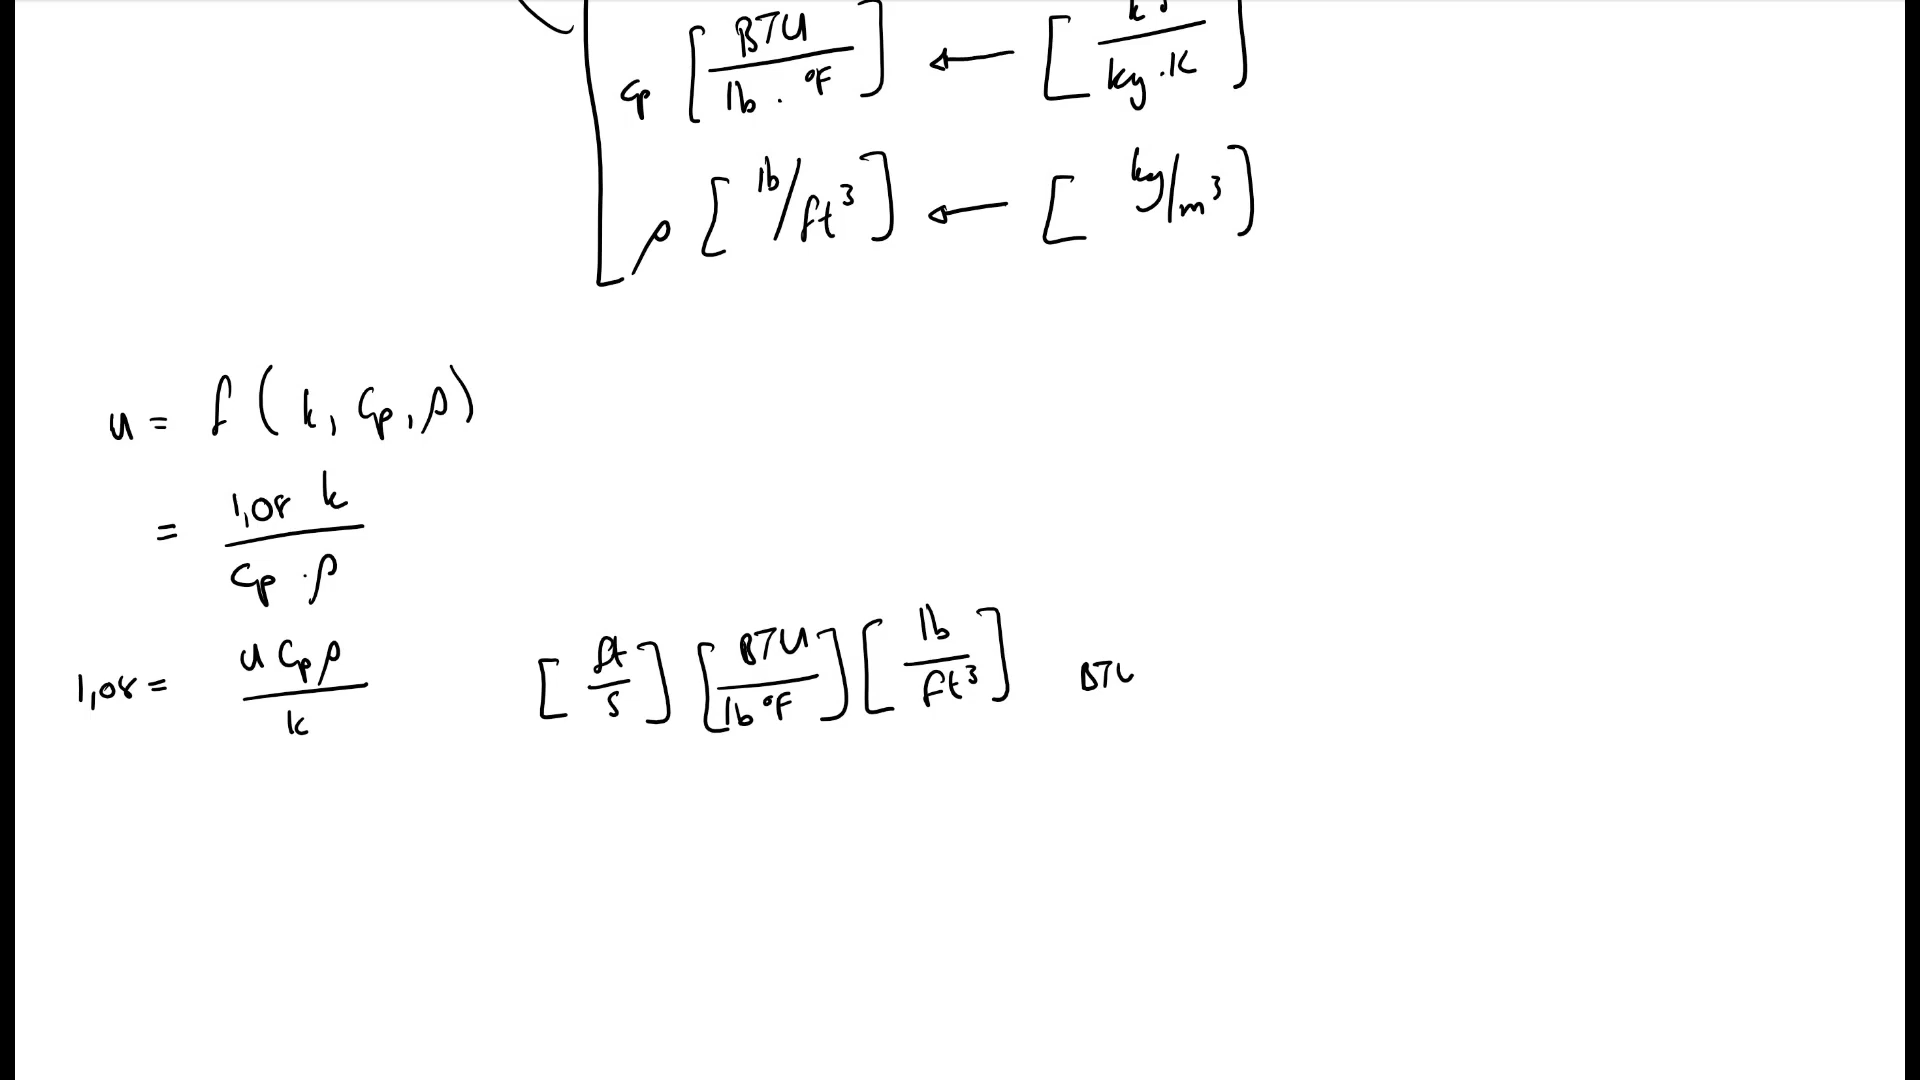 cp [BTU / lb · °F] ← [kJ / kg · K]
ρ [lb/ft³] ← [kg/m³]
u = f (k, cp, ρ)
= 1,08 k / cp · ρ
1,08 = u cp ρ / k [ft / s] [BTU / lb °F] [lb / ft³] BTU